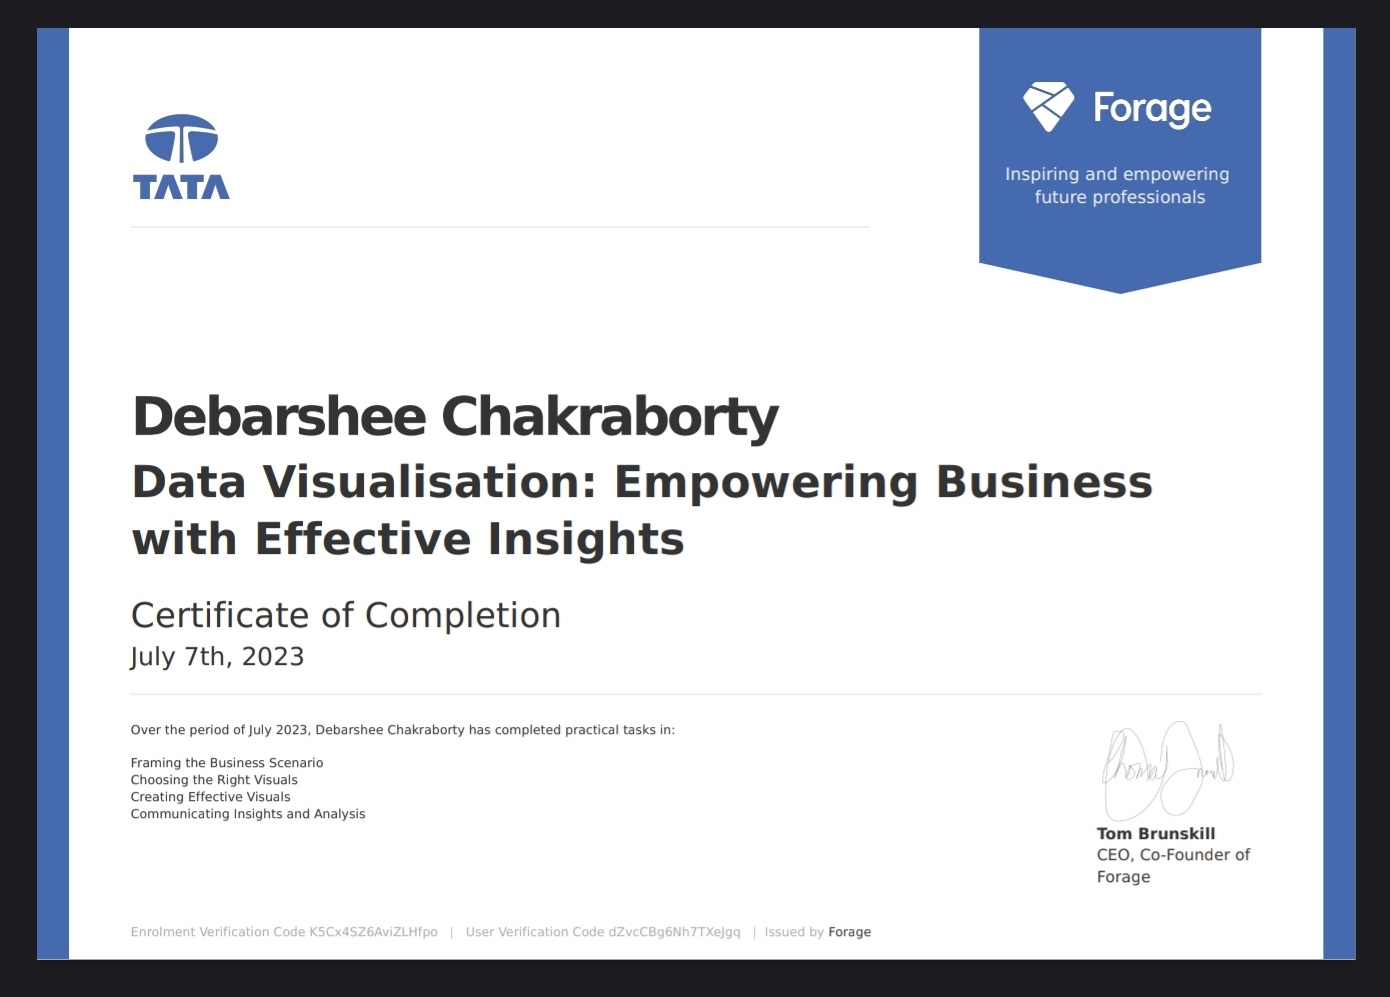 TATA
Forage
Inspiring and empowering
future professionals
Debarshee Chakraborty
Data Visualisation: Empowering Business
with Effective Insights
Certificate of Completion
July 7th, 2023
Over the period of July 2023, Debarshee Chakraborty has completed practical tasks in:
Framing the Business Scenario
Choosing the Right Visuals
Creating Effective Visuals
Communicating Insights and Analysis
Tom Brunskill
CEO, Co-Founder of
Forage
Enrolment Verification Code K5Cx4SZ6AviZLHfpo | User Verification Code dZvcCBg6Nh7TXeJgq | Issued by Forage